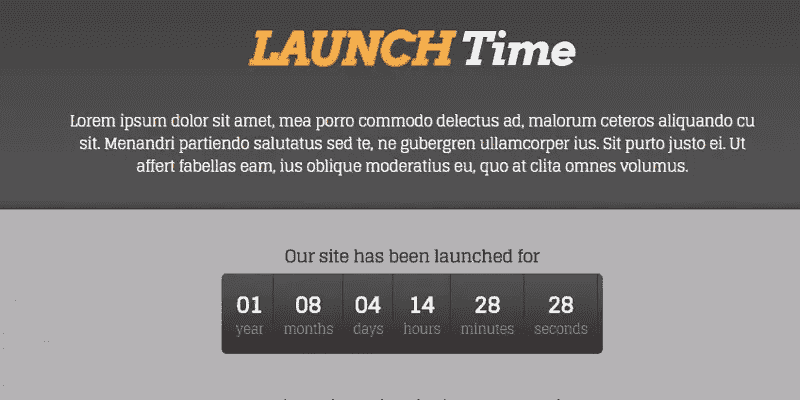 LAUNCH Time
Lorem ipsum dolor sit amet, mea porro commodo delectus ad, malorum ceteros aliquando cu
sit. Menandri partiendo salutatus sed te, ne gubergren ullamcorper ius. Sit purto justo ei. Ut
affert fabellas eam, ius oblique moderatius eu, quo at clita omnes volumus.
Our site has been launched for
01 08 04 14 28 28
year months days hours minutes seconds